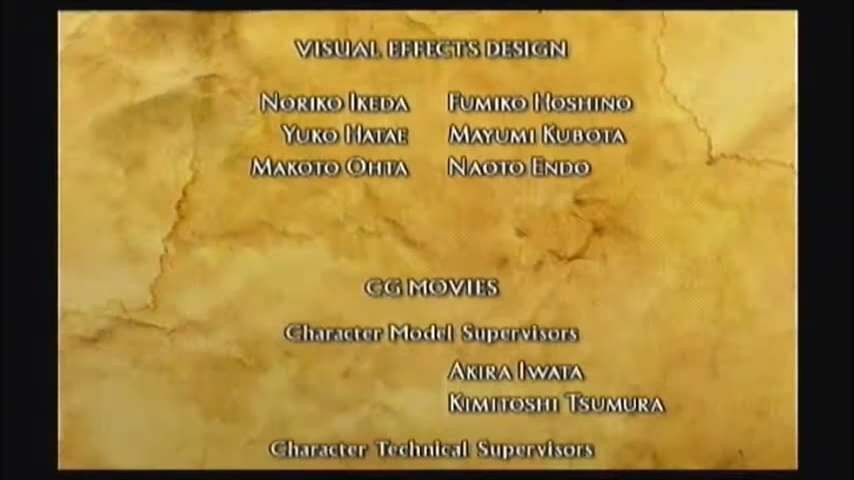 VISUAL EFFECTS DESIGN
NORIKO IKEDA FUMIKO HOSHINO
YUKO HATAE MAYUMI KUBOTA
MAKOTO OHTA NAOTO ENDO
CG MOVIES
Character Model Supervisors
AKIRA IWATA
KIMITOSHI TSUMURA
Character Technical Supervisors